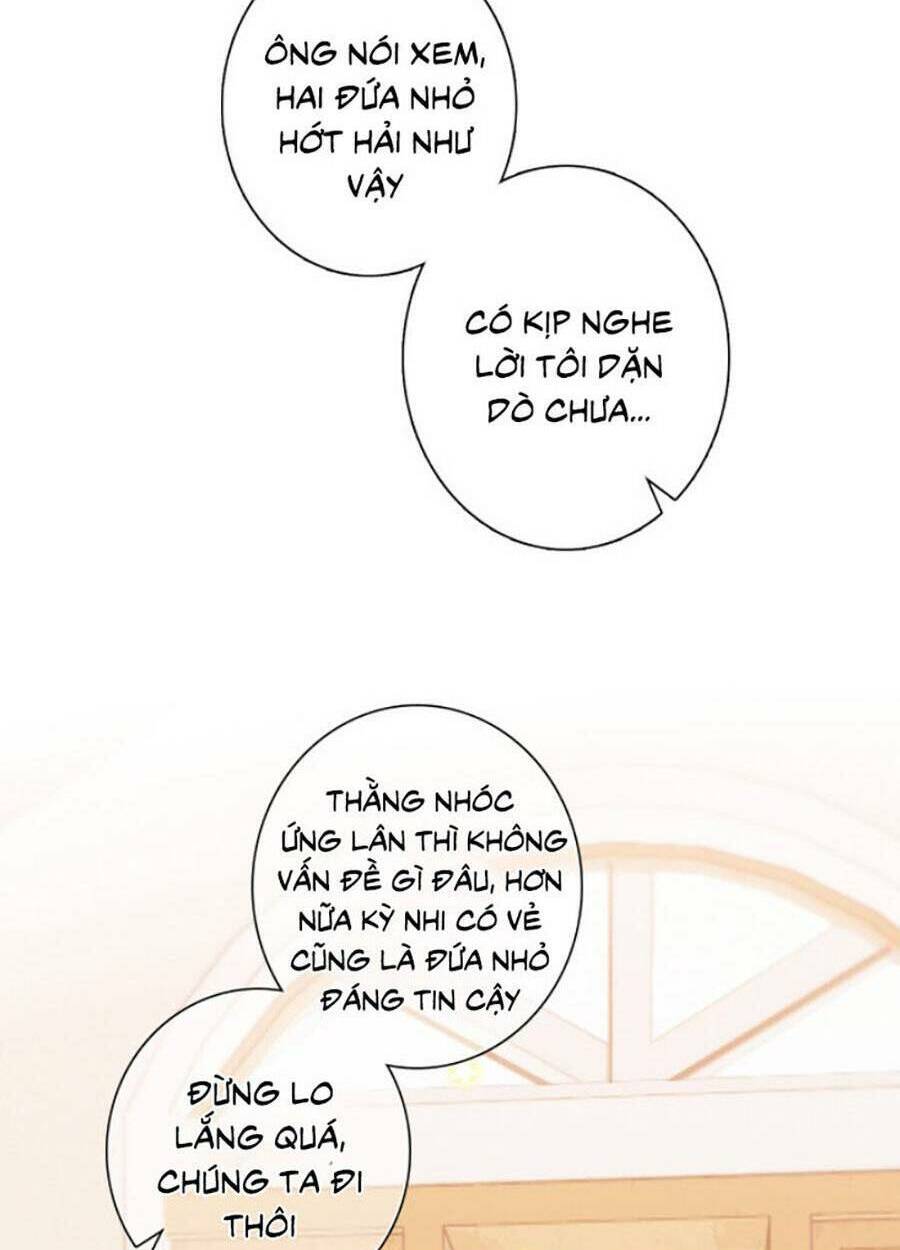 ÔNG NÓI XEM,
HAI ĐỨA NHỎ
HỚT HẢI NHƯ
VẬY
CÓ KỊP NGHE
LỜI TÔI DẶN
DÒ CHƯA...
THẰNG NHÓC
ỨNG LÂN THÌ KHÔNG
VẤN ĐỀ GÌ ĐÂU, HƠN
NỮA KỲ NHI CÓ VẺ
CŨNG LÀ ĐỨA NHỎ
ĐÁNG TIN CẬY
ĐỪNG LO
LẮNG QUÁ,
CHÚNG TA ĐI
THÔI